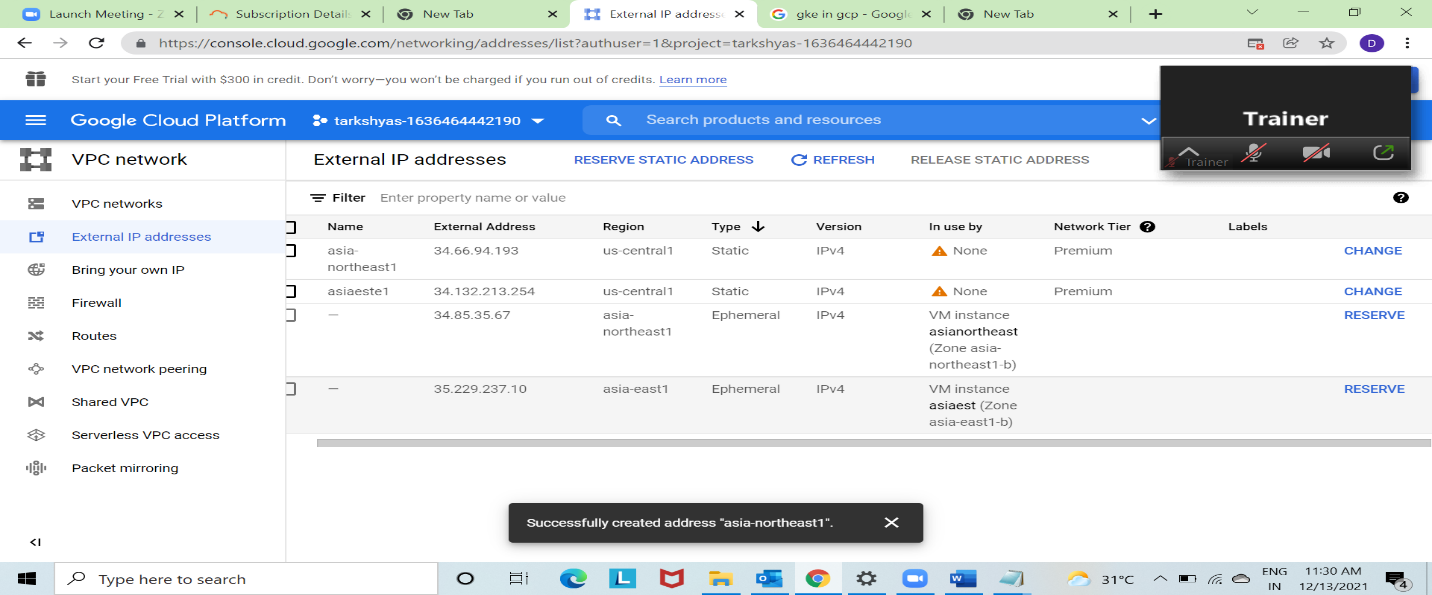 Launch Meeting - Z
Subscription Details
New Tab
External IP addresse
gke in gcp - Google
New Tab
https://console.cloud.google.com/networking/addresses/list?authuser=1&project=tarkshyas-1636464442190
D
Start your Free Trial with $300 in credit. Don't worry—you won't be charged if you run out of credits. Learn more
Google Cloud Platform
tarkshyas-1636464442190
Search products and resources
Trainer
Trainer
VPC network
External IP addresses
RESERVE STATIC ADDRESS
REFRESH
RELEASE STATIC ADDRESS
VPC networks
External IP addresses
Bring your own IP
Firewall
Routes
VPC network peering
Shared VPC
Serverless VPC access
Packet mirroring
Filter Enter property name or value
Name External Address Region Type Version In use by Network Tier Labels
asia- 34.66.94.193 us-central1 Static IPv4 None Premium CHANGE
northeast1
asiaeste1 34.132.213.254 us-central1 Static IPv4 None Premium CHANGE
— 34.85.35.67 asia- Ephemeral IPv4 VM instance RESERVE
northeast1 asianortheast
(Zone asia-
northeast1-b)
— 35.229.237.10 asia-east1 Ephemeral IPv4 VM instance RESERVE
asiaest (Zone
asia-east1-b)
Successfully created address "asia-northeast1".
Type here to search
L
31°C
ENG
IN
11:30 AM
12/13/2021
4